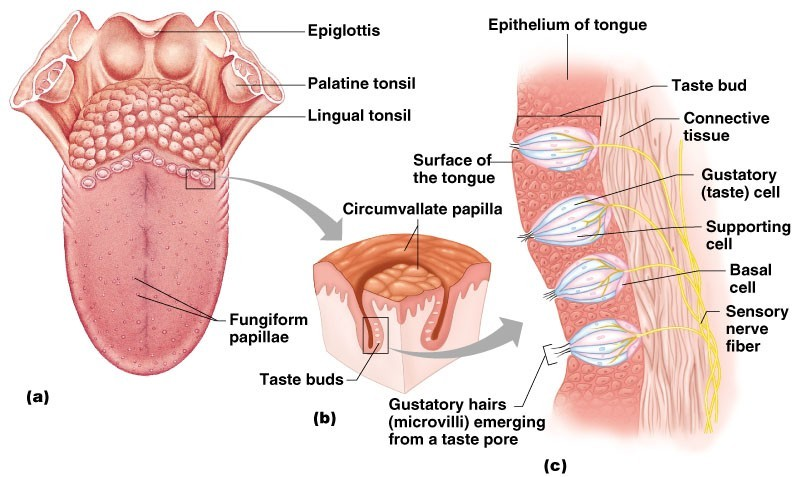 Epiglottis
Palatine tonsil
Lingual tonsil
Fungiform
papillae
(a)
Circumvallate papilla
Taste buds
(b)
Epithelium of tongue
Taste bud
Connective
tissue
Surface of
the tongue
Gustatory
(taste) cell
Supporting
cell
Basal
cell
Sensory
nerve
fiber
Gustatory hairs
(microvilli) emerging
from a taste pore
(c)